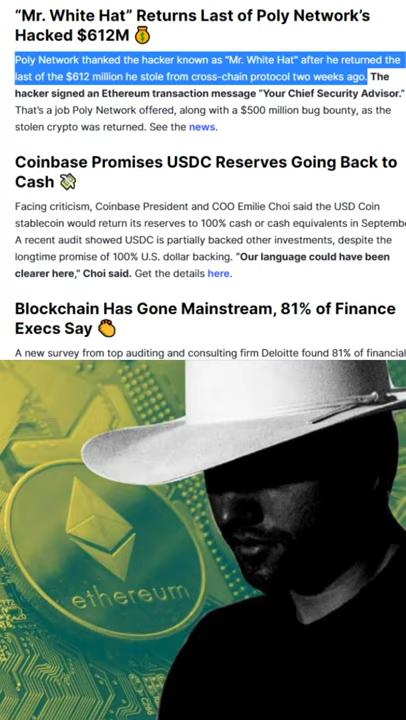 “Mr. White Hat” Returns Last of Poly Network’s
Hacked $612M 💰
Poly Network thanked the hacker known as “Mr. White Hat” after he returned the
last of the $612 million he stole from cross-chain protocol two weeks ago. The
hacker signed an Ethereum transaction message “Your Chief Security Advisor.”
That’s a job Poly Network offered, along with a $500 million bug bounty, as the
stolen crypto was returned. See the news.
Coinbase Promises USDC Reserves Going Back to
Cash 💸
Facing criticism, Coinbase President and COO Emilie Choi said the USD Coin
stablecoin would return its reserves to 100% cash or cash equivalents in Septembe
A recent audit showed USDC is partially backed other investments, despite the
longtime promise of 100% U.S. dollar backing. “Our language could have been
clearer here,” Choi said. Get the details here.
Blockchain Has Gone Mainstream, 81% of Finance
Execs Say 👏
A new survey from top auditing and consulting firm Deloitte found 81% of financial
ethereum